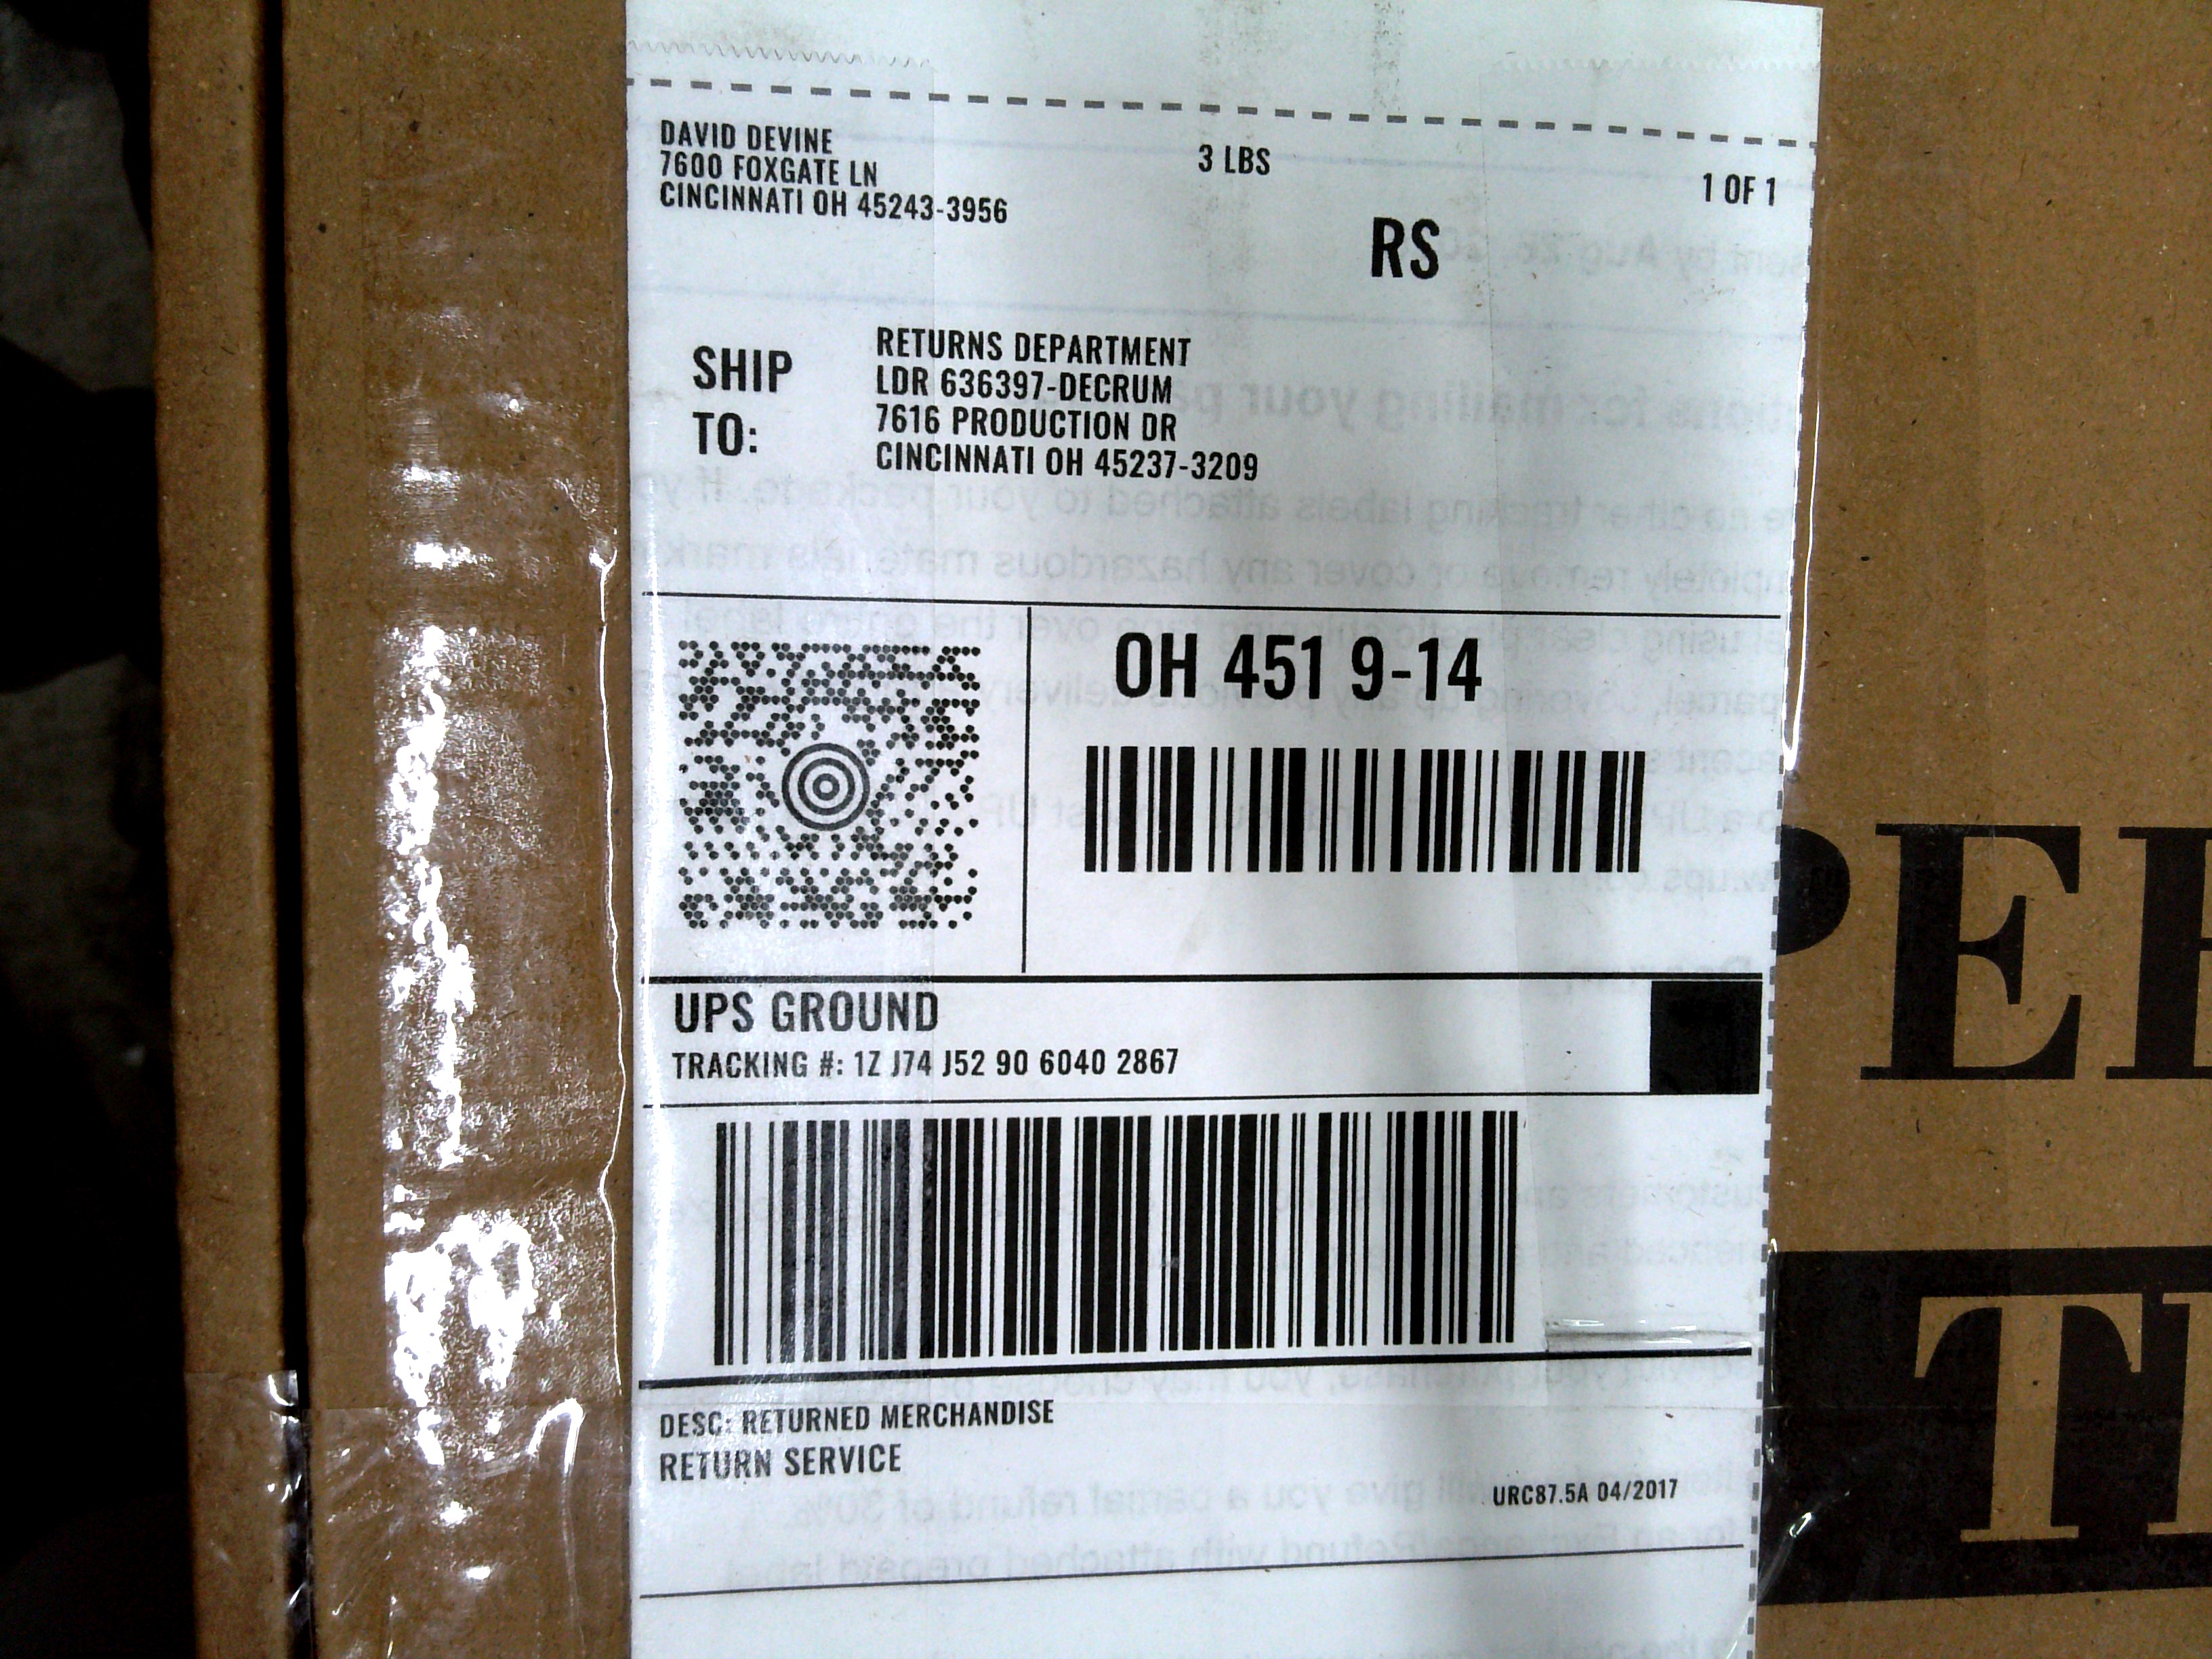 DAVID DEVINE
7600 FOXGATE LN
CINCINNATI OH 45243-3956
3 LBS
1 OF 1
RS
SHIP TO:
RETURNS DEPARTMENT
LDR 636397-DECRUM
7616 PRODUCTION DR
CINCINNATI OH 45237-3209
OH 451 9-14
UPS GROUND
TRACKING #: 1Z J74 J52 90 6040 2867
DESC: RETURNED MERCHANDISE
RETURN SERVICE
URC87.5A 04/2017
PE
T